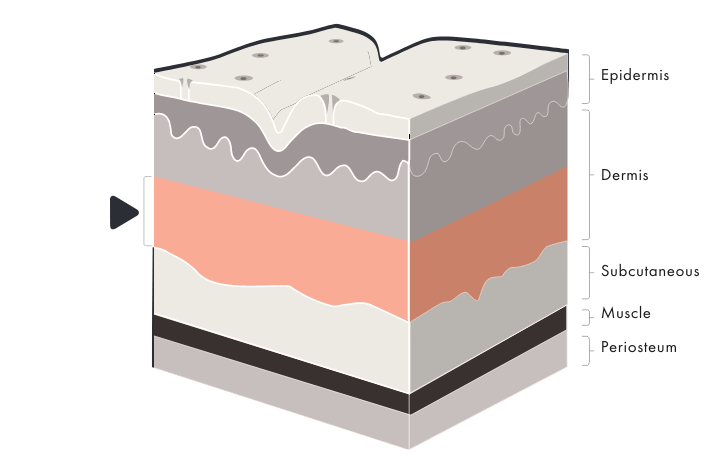 Epidermis
Dermis
Subcutaneous
Muscle
Periosteum